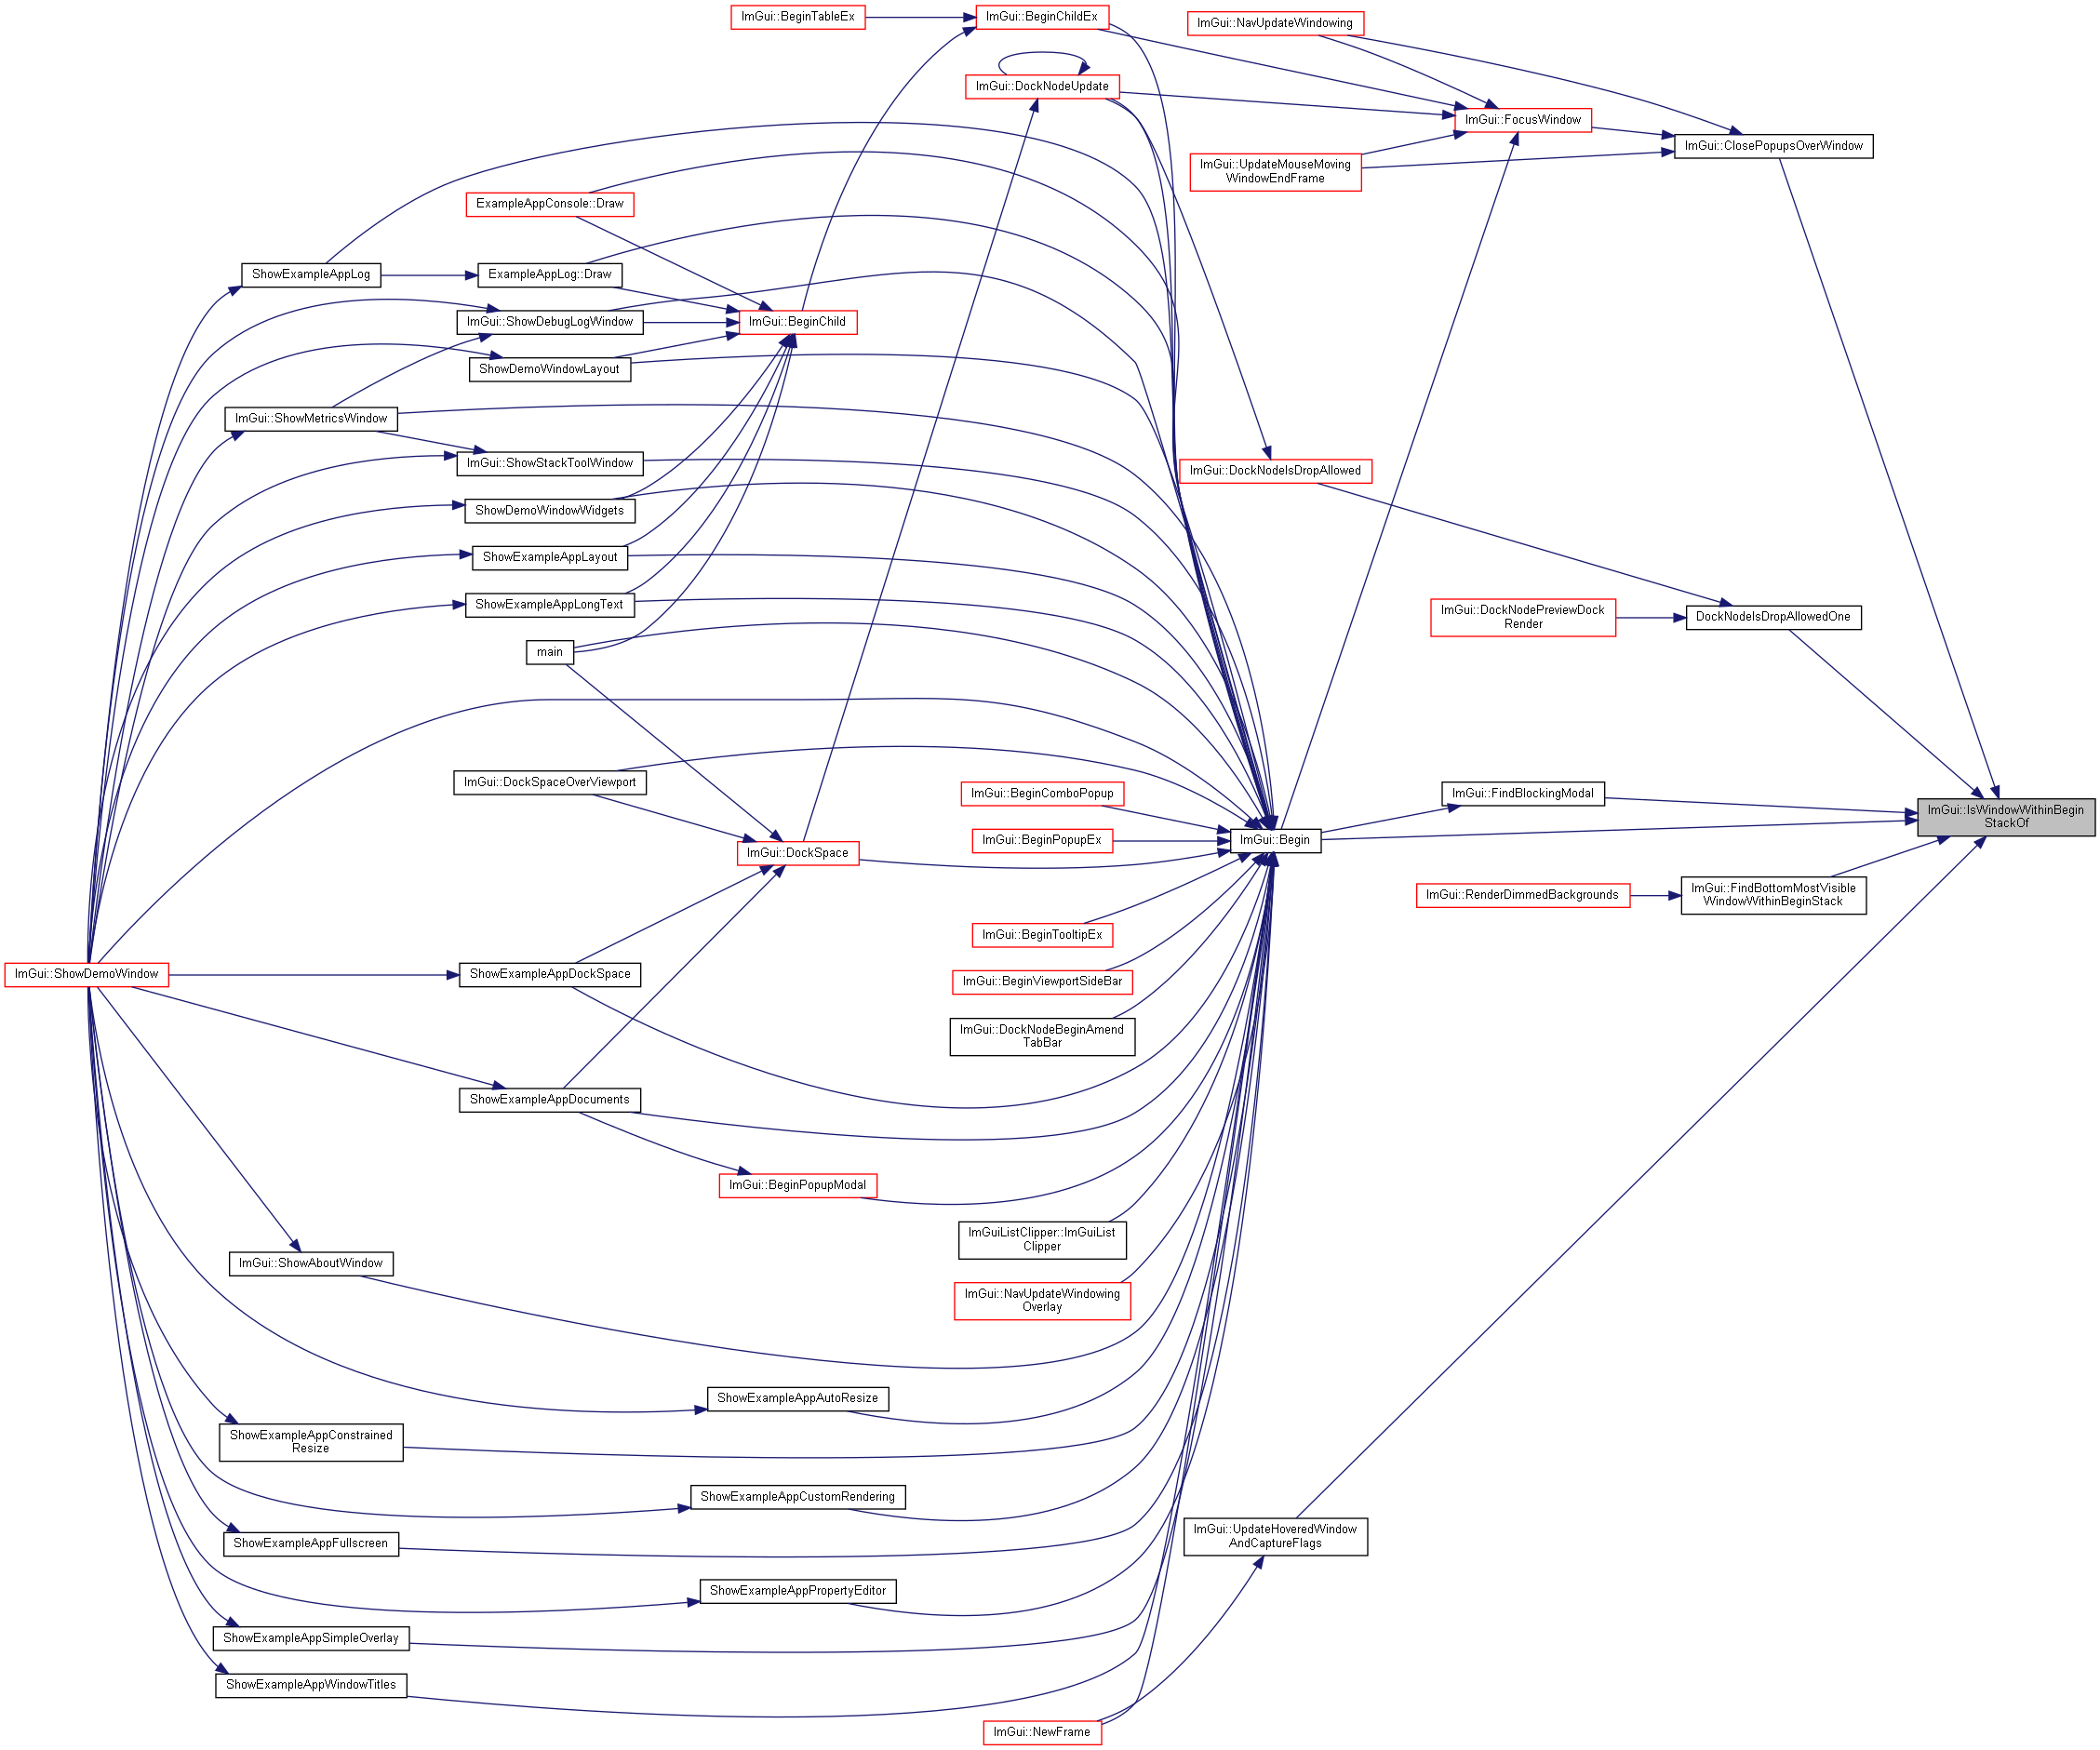 ImGui::BeginTableEx
ImGui::BeginChildEx
ImGui::NavUpdateWindowing
ImGui::DockNodeUpdate
ImGui::FocusWindow
ImGui::ClosePopupsOverWindow
ImGui::UpdateMouseMoving
WindowEndFrame
ExampleAppConsole::Draw
ShowExampleAppLog
ExampleAppLog::Draw
ImGui::ShowDebugLogWindow
ImGui::BeginChild
ShowDemoWindowLayout
ImGui::ShowMetricsWindow
ImGui::ShowStackToolWindow
ImGui::DockNodeIsDropAllowed
ShowDemoWindowWidgets
ShowExampleAppLayout
ShowExampleAppLongText
ImGui::DockNodePreviewDock
Render
DockNodeIsDropAllowedOne
main
ImGui::DockSpaceOverViewport
ImGui::BeginComboPopup
ImGui::FindBlockingModal
ImGui::IsWindowWithinBegin
StackOf
ImGui::BeginPopupEx
ImGui::Begin
ImGui::DockSpace
ImGui::RenderDimmedBackgrounds
ImGui::FindBottomMostVisible
WindowWithinBeginStack
ImGui::BeginTooltipEx
ImGui::ShowDemoWindow
ShowExampleAppDockSpace
ImGui::BeginViewportSideBar
ImGui::DockNodeBeginAmend
TabBar
ShowExampleAppDocuments
ImGui::BeginPopupModal
ImGuiListClipper::ImGuiList
Clipper
ImGui::ShowAboutWindow
ImGui::NavUpdateWindowing
Overlay
ShowExampleAppAutoResize
ShowExampleAppConstrained
Resize
ShowExampleAppCustomRendering
ImGui::UpdateHoveredWindow
AndCaptureFlags
ShowExampleAppFullscreen
ShowExampleAppPropertyEditor
ShowExampleAppSimpleOverlay
ShowExampleAppWindowTitles
ImGui::NewFrame